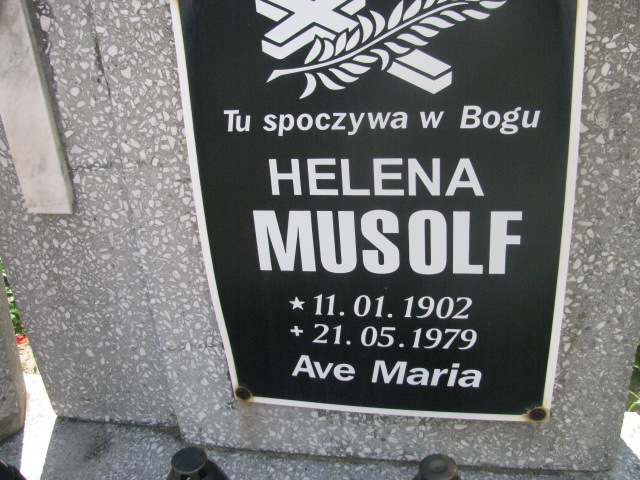 Tu spoczywa w Bogu
HELENA
MUSOLF
★ 11. 01. 1902
+ 21. 05. 1979
Ave Maria